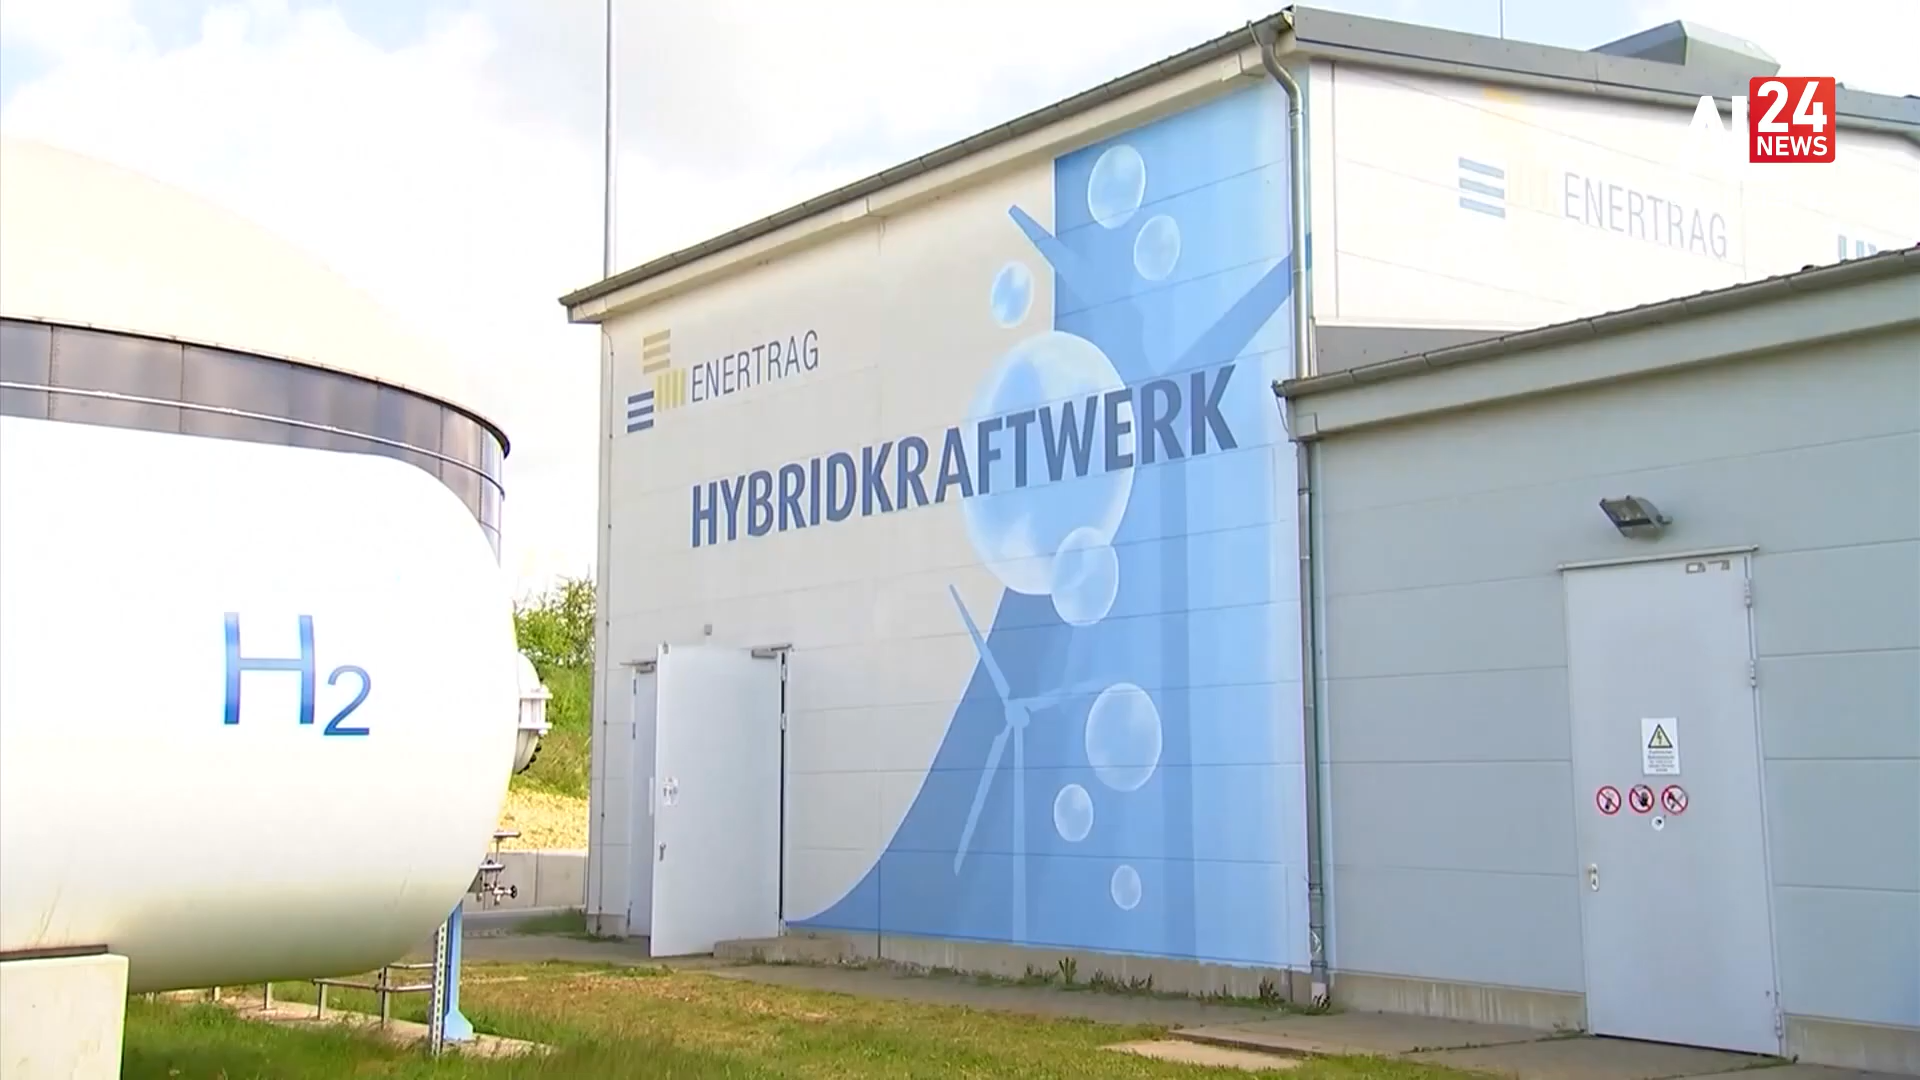 AI
24
NEWS
ENERTRAG
ENERTRAG
HYBRIDKRAFTWERK
H2